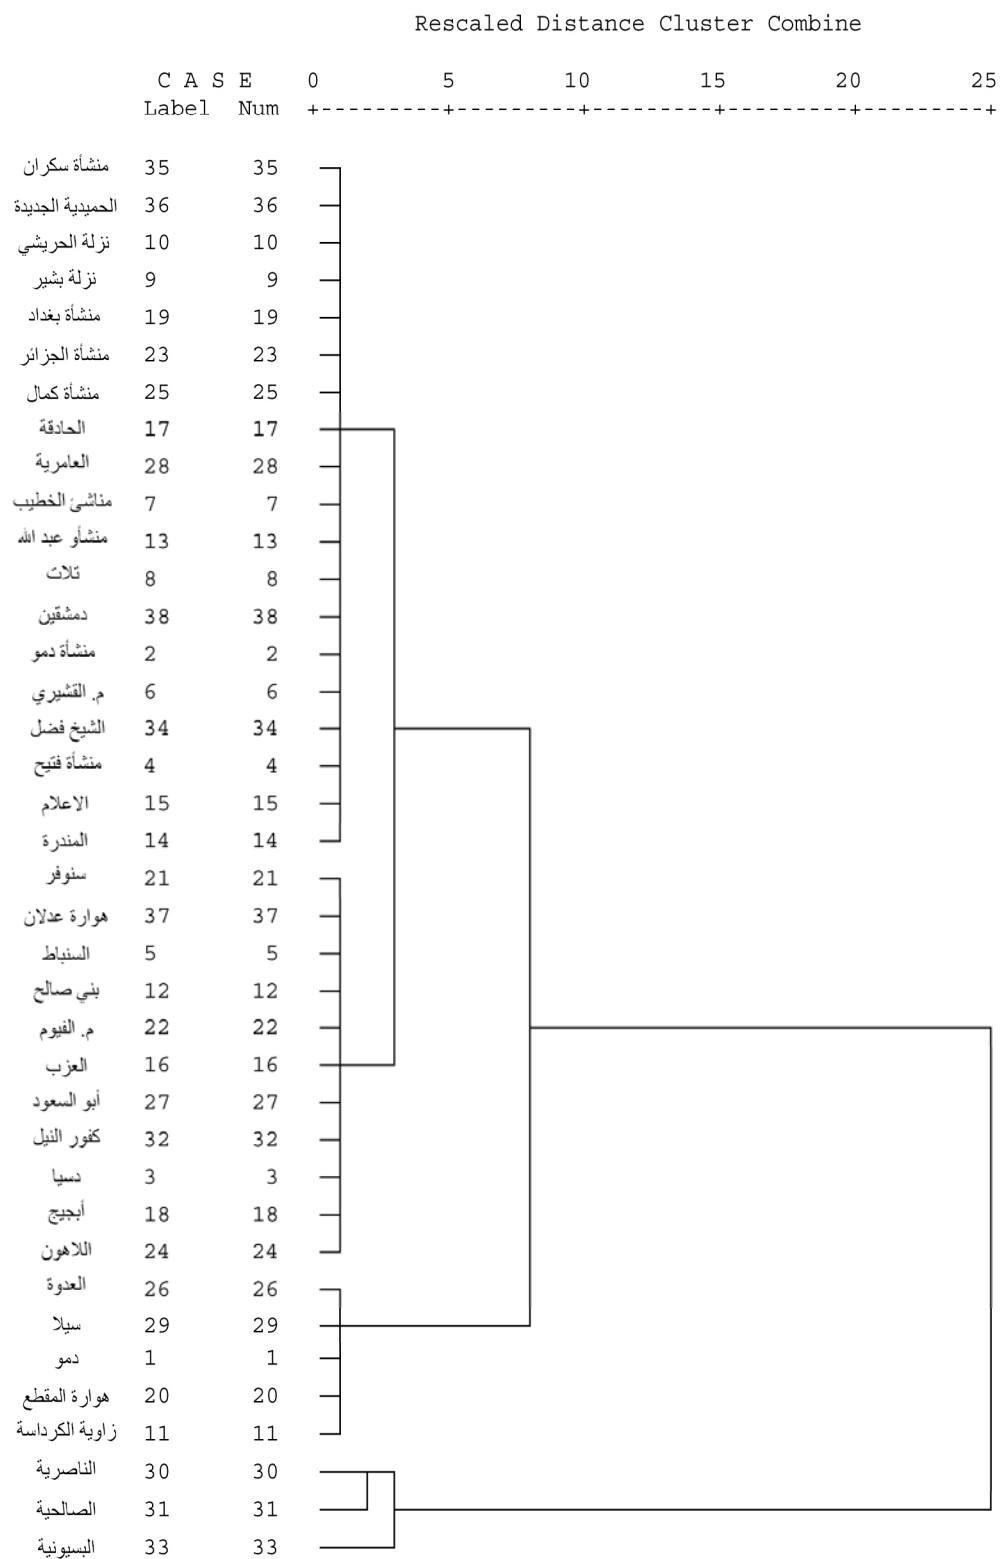 Rescaled Distance Cluster Combine
C A S E 0 5 10 15 20 25
Label Num +---------+---------+---------+---------+---------+
منشأة سكران 35 35
الحميدية الجديدة 36 36
نزلة الحريشي 10 10
نزلة بشير 9 9
منشأة بغداد 19 19
منشأة الجزائر 23 23
منشأة كمال 25 25
الحادقة 17 17
العامرية 28 28
مناشئ الخطيب 7 7
منشأو عبد الله 13 13
تلات 8 8
دمشقين 38 38
منشأة دمو 2 2
م. القشيري 6 6
الشيخ فضل 34 34
منشأة فتيح 4 4
الاعلام 15 15
المندرة 14 14
سنوفر 21 21
هوارة عدلان 37 37
السنباط 5 5
بني صالح 12 12
م. الفيوم 22 22
العزب 16 16
أبو السعود 27 27
كفور النيل 32 32
دسيا 3 3
أبجيج 18 18
اللاهون 24 24
العدوة 26 26
سيلا 29 29
دمو 1 1
هوارة المقطع 20 20
زاوية الكرداسة 11 11
الناصرية 30 30
الصالحية 31 31
البسيونية 33 33